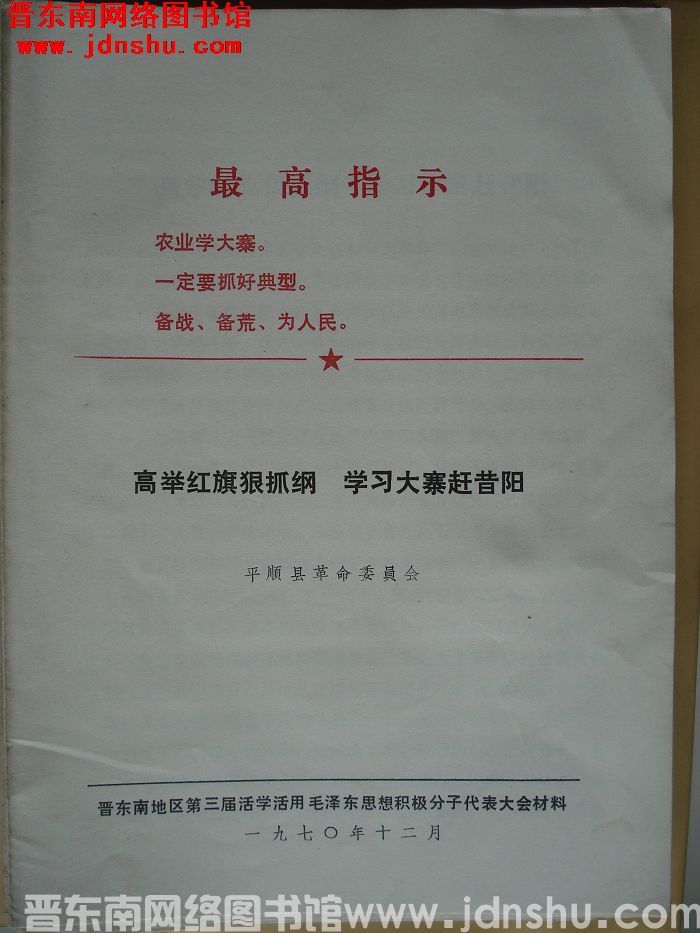 晋东南网络图书馆
www.jdnshu.com
最高指示
农业学大寨。
一定要抓好典型。
备战、备荒、为人民。
高举红旗狠抓纲 学习大寨赶昔阳
平顺县革命委員会
晋东南地区第三届活学活用毛泽东思想积极分子代表大会材料
一九七〇年十二月
晋东南网络图书馆www.jdnshu.com